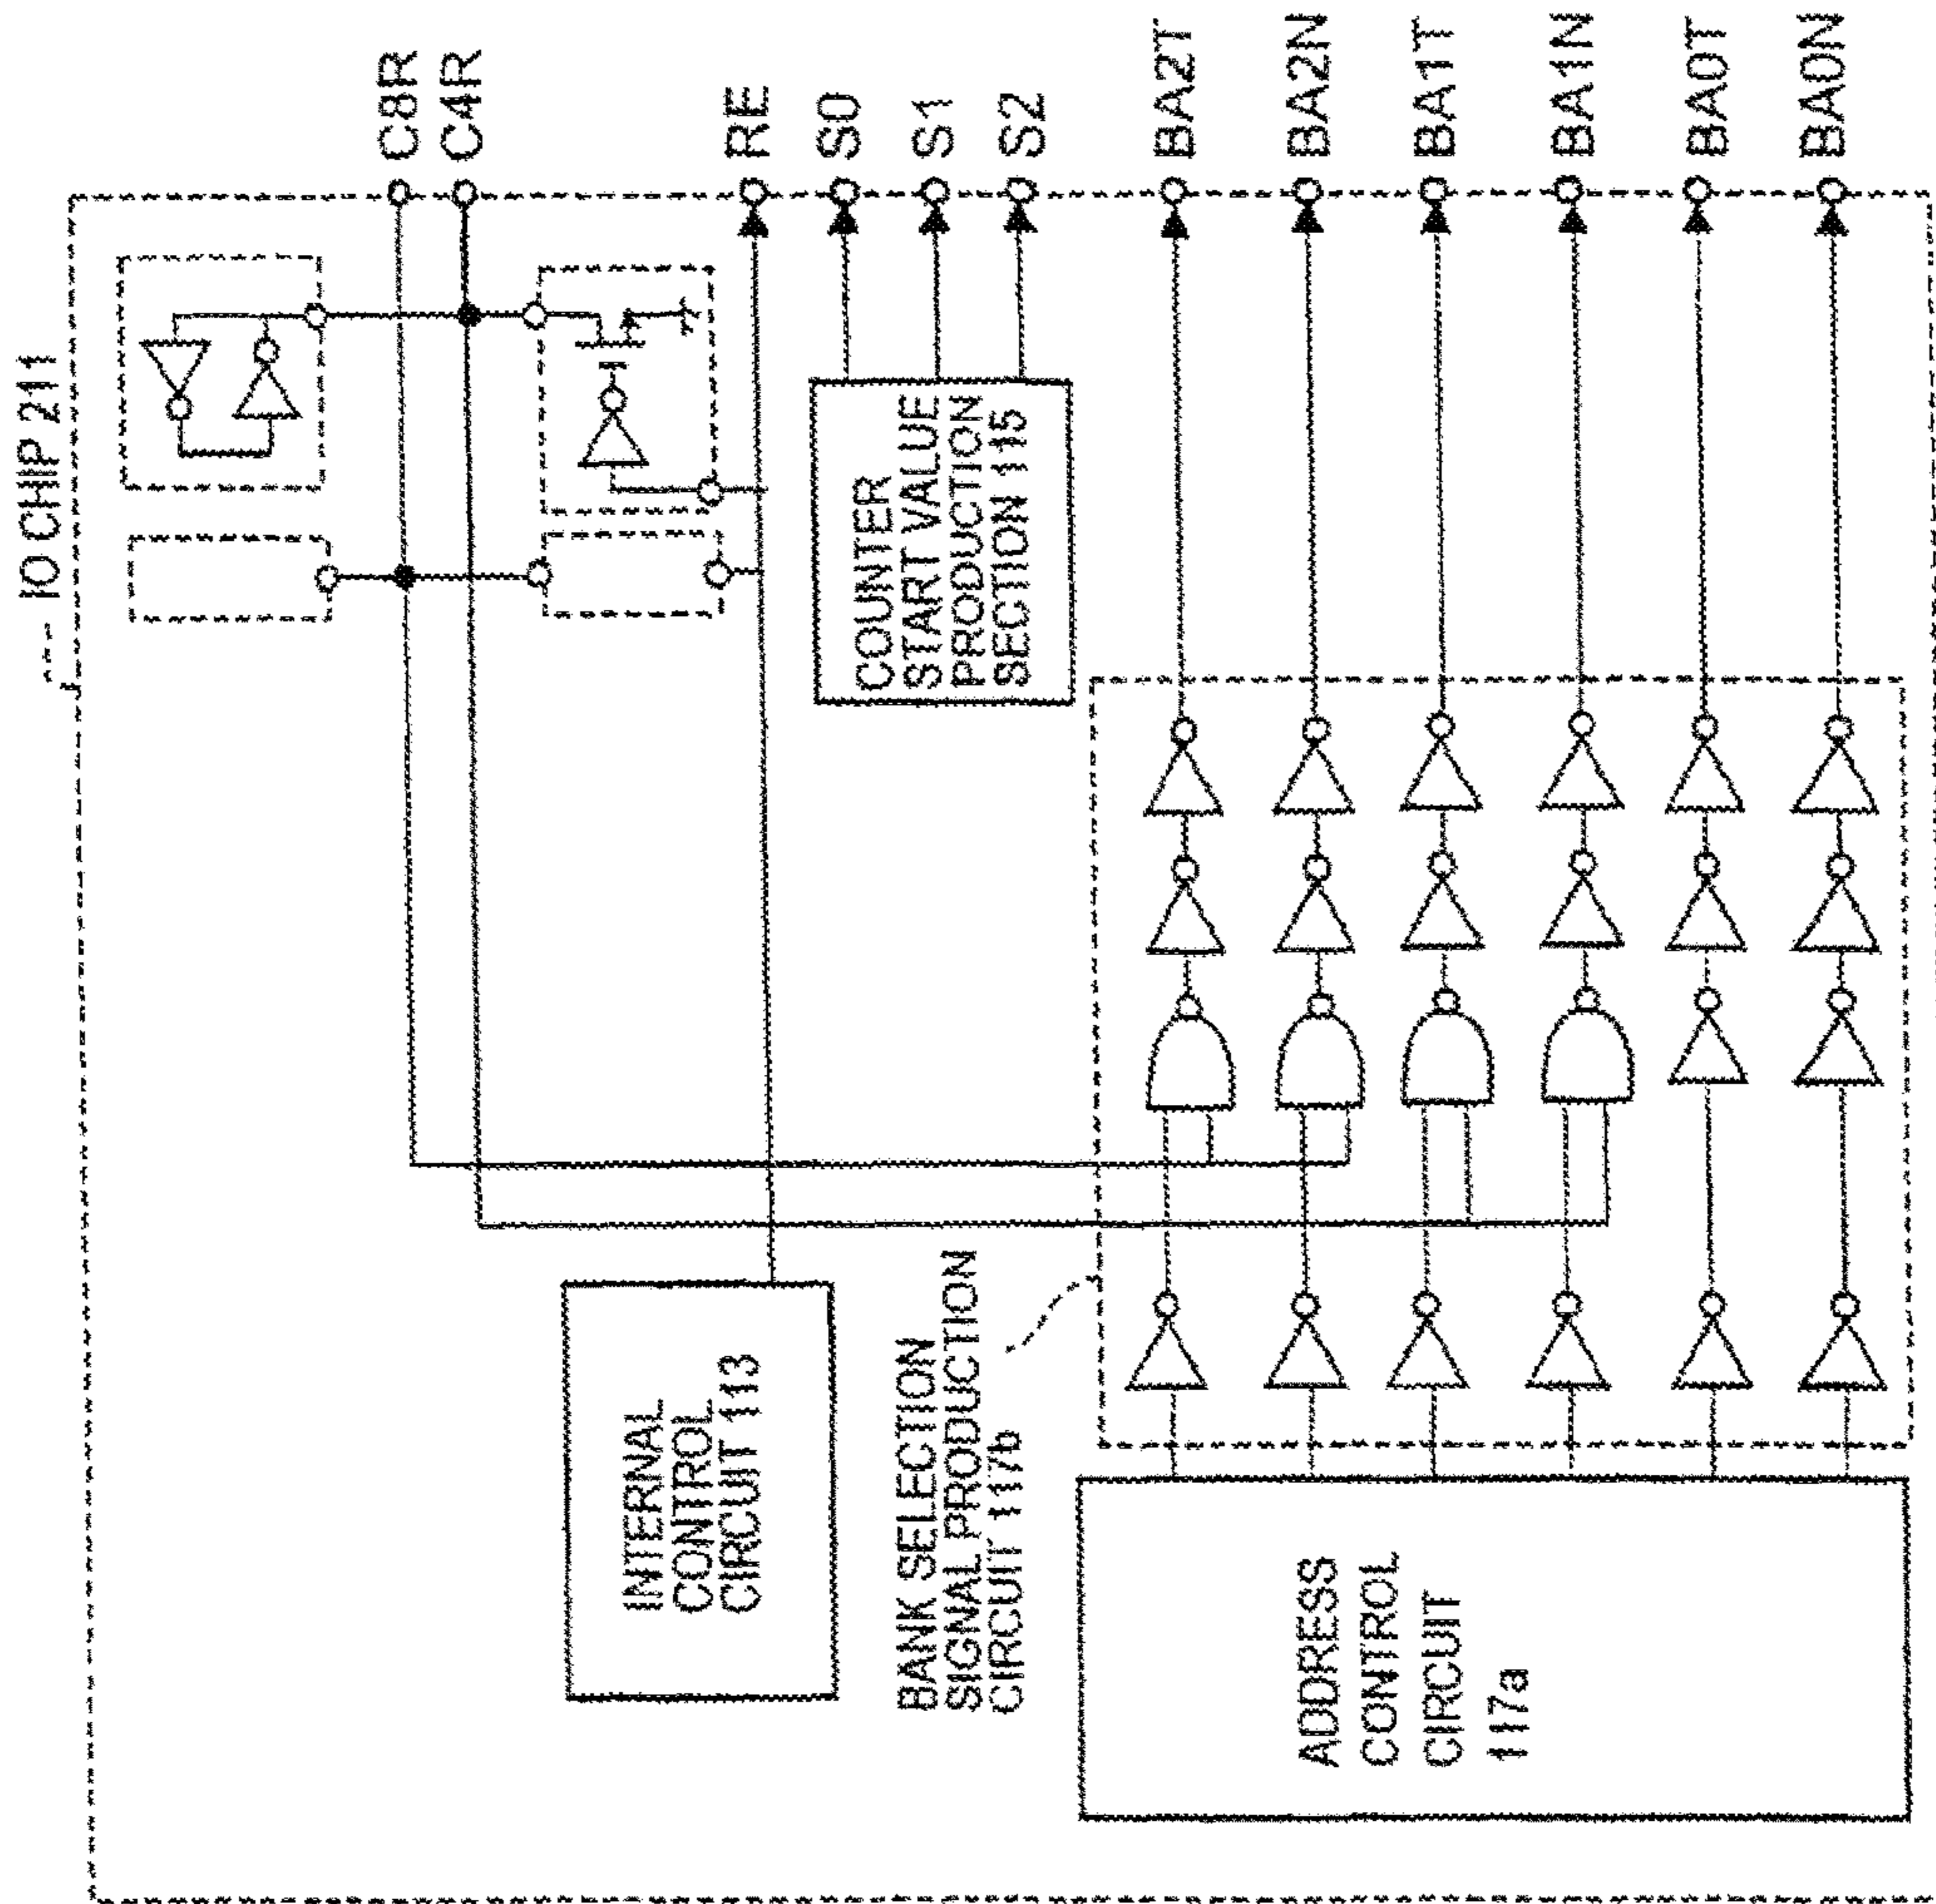 IO CHIP 211
C8R
C4R
RE
S0
S1
S2
BA2T
BA2N
BA1T
BA1N
BA0T
BA0N
COUNTER
START VALUE
PRODUCTION
SECTION 115
INTERNAL
CONTROL
CIRCUIT 113
BANK SELECTION
SIGNAL PRODUCTION
CIRCUIT 117b
ADDRESS
CONTROL
CIRCUIT
117a